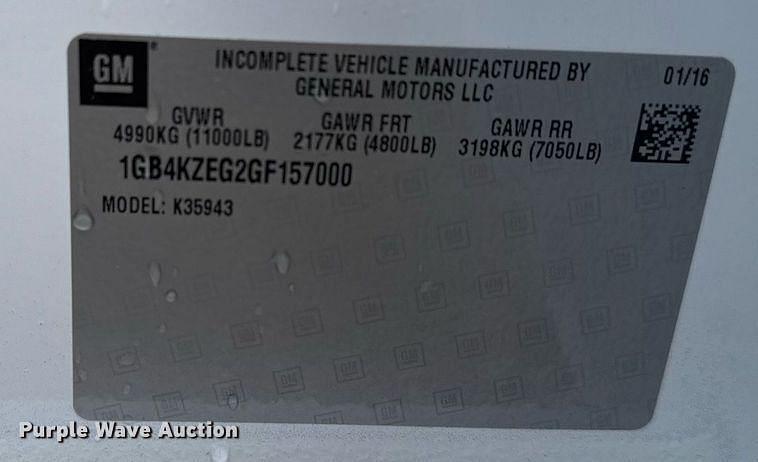 GM®
INCOMPLETE VEHICLE MANUFACTURED BY
GENERAL MOTORS LLC
01/16
GVWR
4990KG (11000LB)
GAWR FRT
2177KG (4800LB)
GAWR RR
3198KG (7050LB)
1GB4KZEG2GF157000
MODEL: K35943
Purple Wave Auction